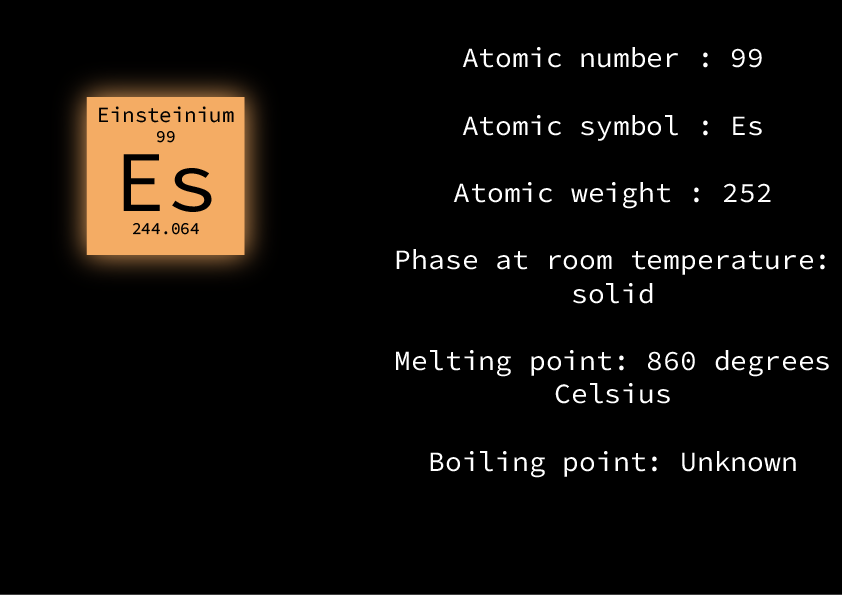 Einsteinium
99
Es
244.064
Atomic number : 99
Atomic symbol : Es
Atomic weight : 252
Phase at room temperature:
solid
Melting point: 860 degrees
Celsius
Boiling point: Unknown